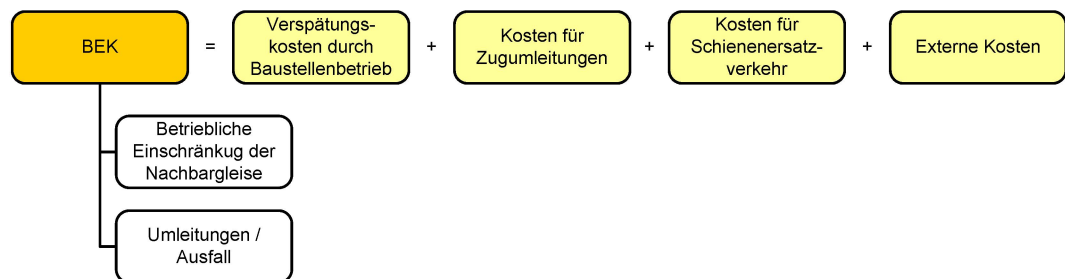 BEK
=
Verspätungs-
kosten durch
Baustellenbetrieb
+
Kosten für
Zugumleitungen
+
Kosten für
Schienenersatz-
verkehr
+
Externe Kosten
Betriebliche
Einschränkug der
Nachbargleise
Umleitungen /
Ausfall